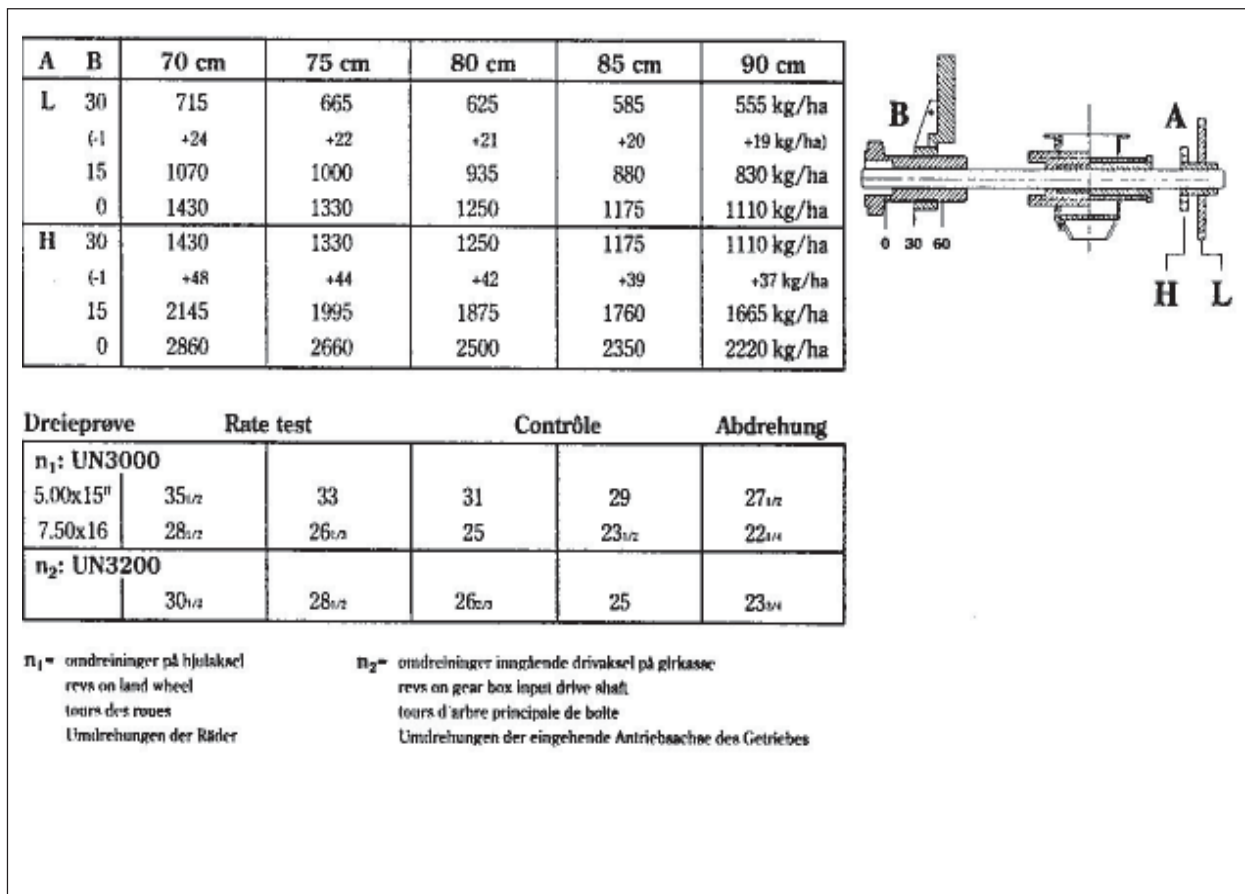 A B 70 cm 75 cm 80 cm 85 cm 90 cm
L 30 715 665 625 585 555 kg/ha
(-1 +24 +22 +21 +20 +19 kg/ha)
15 1070 1000 935 880 830 kg/ha
0 1430 1330 1250 1175 1110 kg/ha
H 30 1430 1330 1250 1175 1110 kg/ha
(-1 +48 +44 +42 +39 +37 kg/ha
15 2145 1995 1875 1760 1665 kg/ha
0 2860 2660 2500 2350 2220 kg/ha
B
A
0 30 60
H L
Dreieprøve Rate test Contrôle Abdrehung
n₁: UN3000
5.00x15" 35 1/2 33 31 29 27 1/2
7.50x16 28 1/2 26 25 23 1/2 22
n₂: UN3200
30 28 1/2 26 2/3 25 23 3/4
n₁= omdreininger på hjulaksel
revs on land wheel
tours des roues
Umdrehungen der Räder
n₂= omdreininger inngående drivaksel på girkasse
revs on gear box input drive shaft
tours d'arbre principale de boîte
Umdrehungen der eingehende Antriebsachse des Getriebes